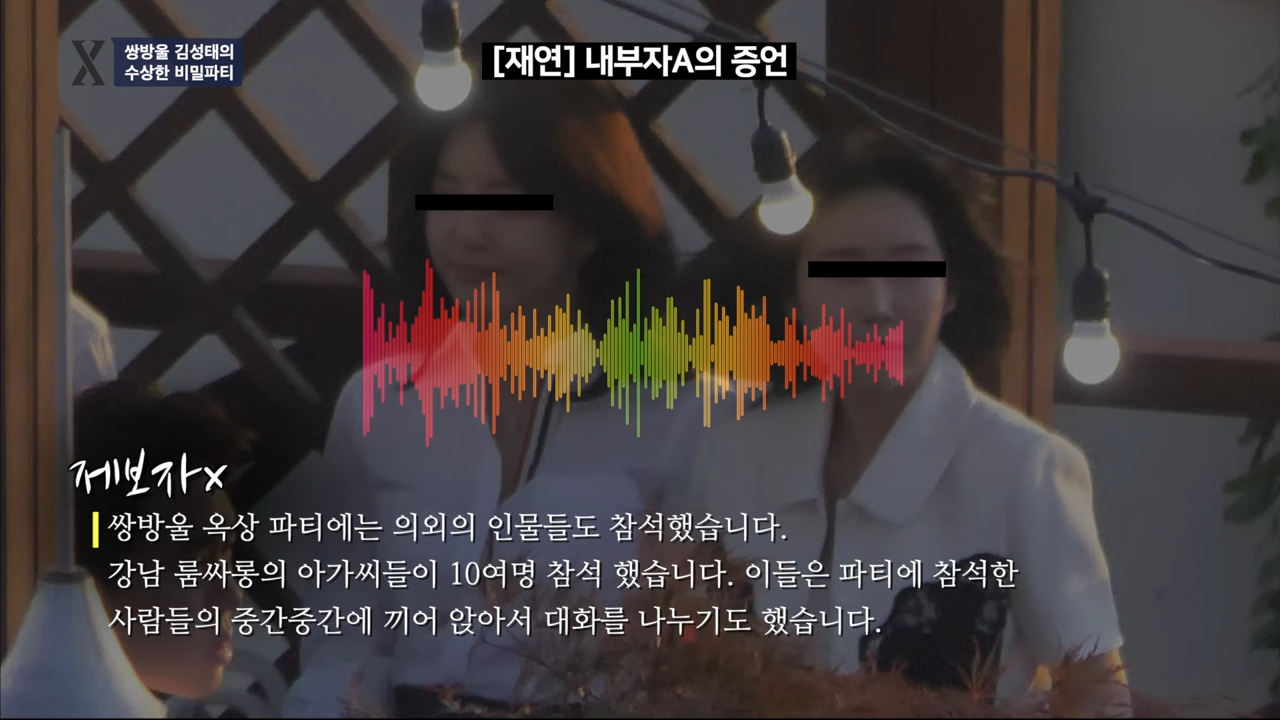 X
쌍방울 김성태의
수상한 비밀파티
[재연] 내부자A의 증언
제보자x
쌍방울 옥상 파티에는 의외의 인물들도 참석했습니다.
강남 룸싸롱의 아가씨들이 10여명 참석 했습니다. 이들은 파티에 참석한
사람들의 중간중간에 끼어 앉아서 대화를 나누기도 했습니다.